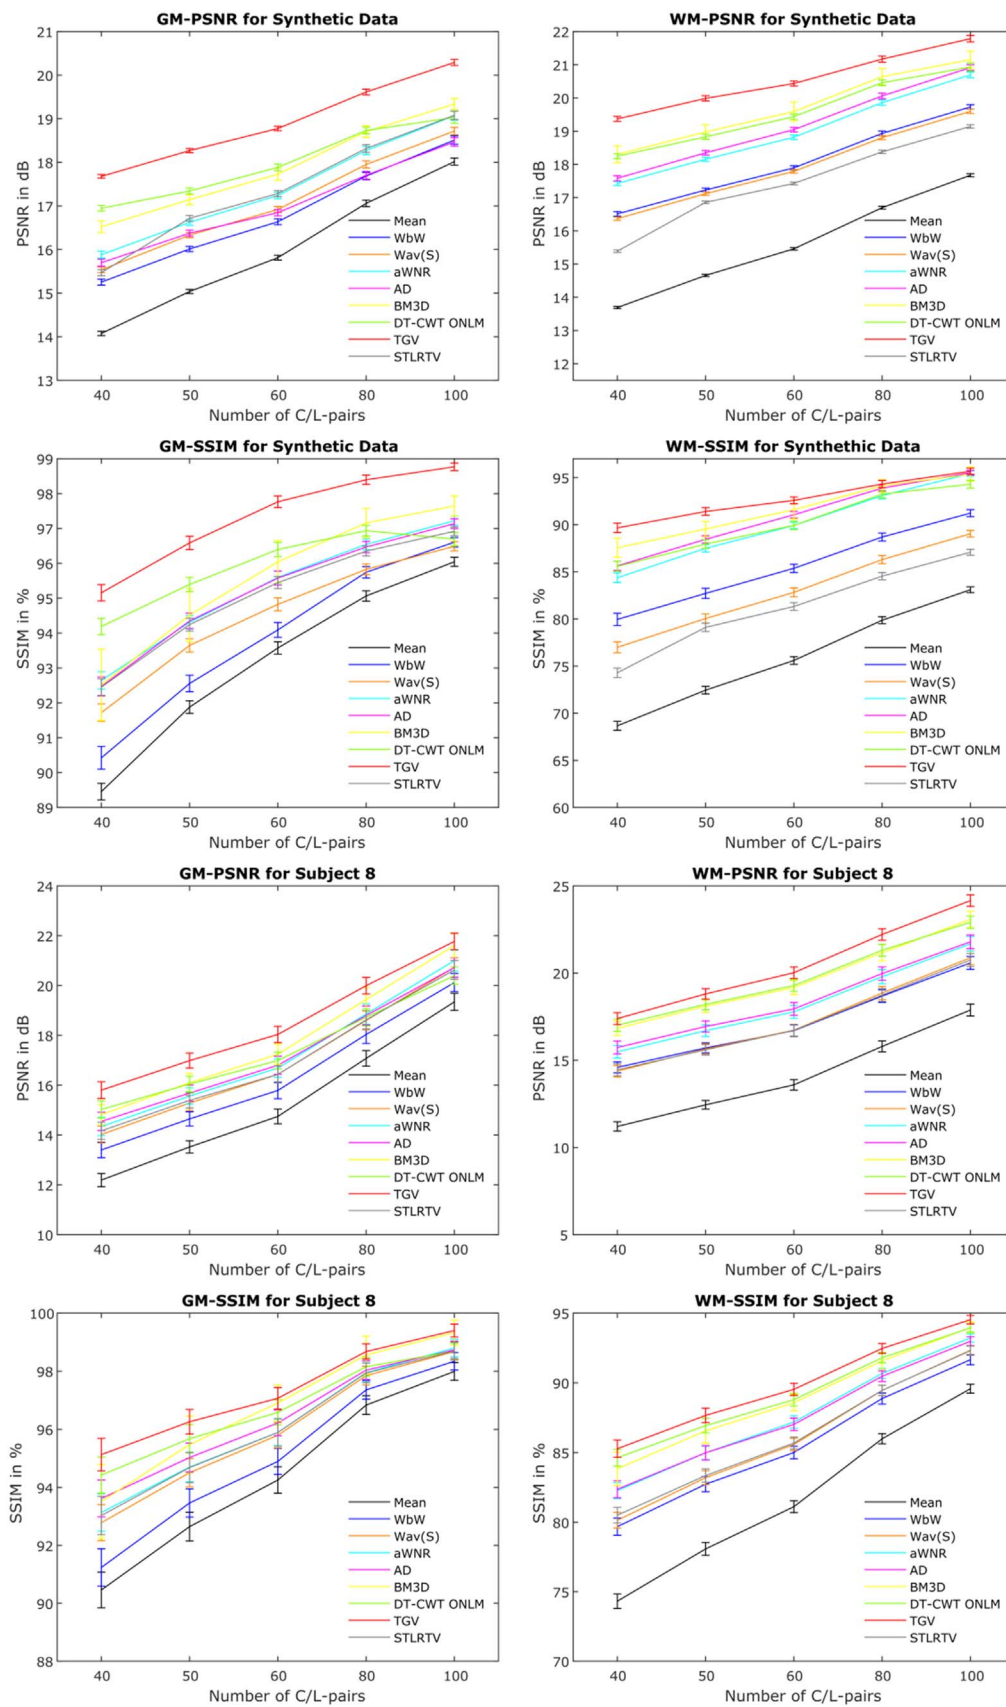 GM-PSNR for Synthetic Data
PSNR in dB
21
20
19
18
17
16
15
14
13
Mean
WbW
Wav(S)
aWNR
AD
BM3D
DT-CWT ONLM
TGV
STLRTV
40 50 60 80 100
Number of C/L-pairs
WM-PSNR for Synthetic Data
PSNR in dB
22
21
20
19
18
17
16
15
14
13
12
Mean
WbW
Wav(S)
aWNR
AD
BM3D
DT-CWT ONLM
TGV
STLRTV
40 50 60 80 100
Number of C/L-pairs
GM-SSIM for Synthetic Data
SSIM in %
99
98
97
96
95
94
93
92
91
90
89
Mean
WbW
Wav(S)
aWNR
AD
BM3D
DT-CWT ONLM
TGV
STLRTV
40 50 60 80 100
Number of C/L-pairs
WM-SSIM for Synthethic Data
SSIM in %
95
90
85
80
75
70
65
60
Mean
WbW
Wav(S)
aWNR
AD
BM3D
DT-CWT ONLM
TGV
STLRTV
40 50 60 80 100
Number of C/L-pairs
GM-PSNR for Subject 8
PSNR in dB
24
22
20
18
16
14
12
10
Mean
WbW
Wav(S)
aWNR
AD
BM3D
DT-CWT ONLM
TGV
STLRTV
40 50 60 80 100
Number of C/L-pairs
WM-PSNR for Subject 8
PSNR in dB
25
20
15
10
5
Mean
WbW
Wav(S)
aWNR
AD
BM3D
DT-CWT ONLM
TGV
STLRTV
40 50 60 80 100
Number of C/L-pairs
GM-SSIM for Subject 8
SSIM in %
100
98
96
94
92
90
88
Mean
WbW
Wav(S)
aWNR
AD
BM3D
DT-CWT ONLM
TGV
STLRTV
40 50 60 80 100
Number of C/L-pairs
WM-SSIM for Subject 8
SSIM in %
95
90
85
80
75
70
Mean
WbW
Wav(S)
aWNR
AD
BM3D
DT-CWT ONLM
TGV
STLRTV
40 50 60 80 100
Number of C/L-pairs